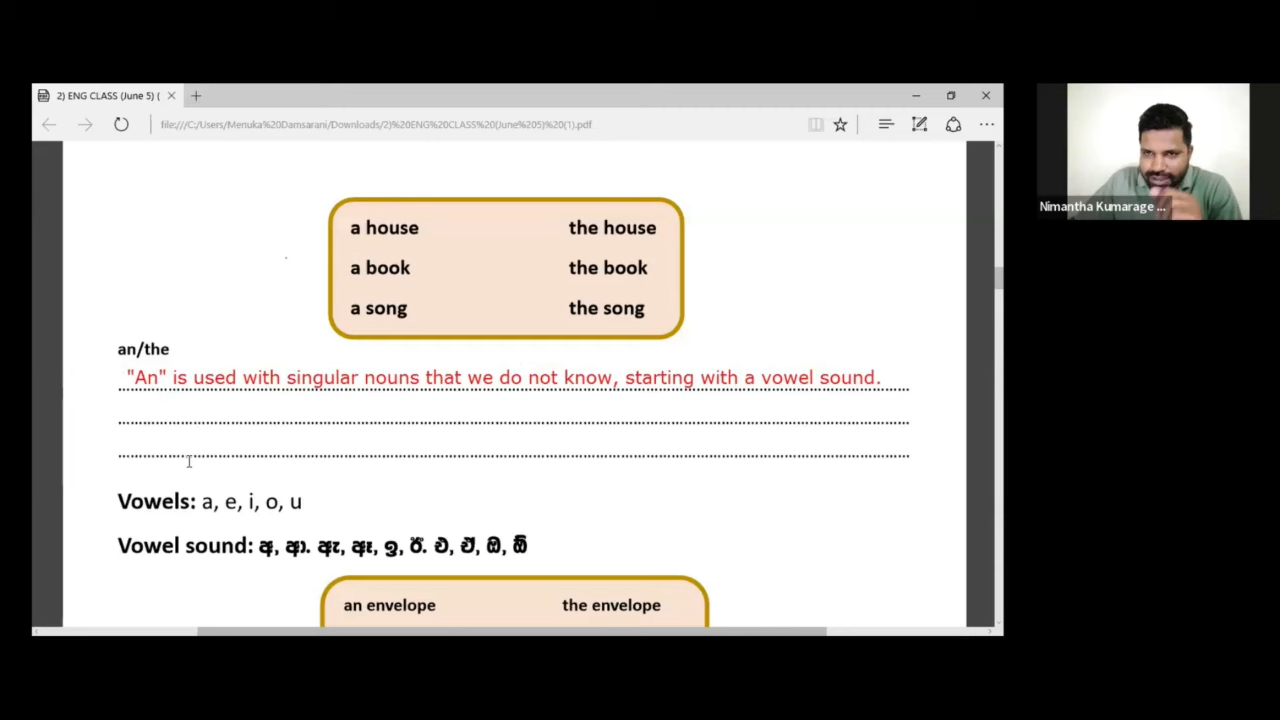 2) ENG CLASS (June 5) (
file:///C:/Users/Menuka%20Damsarani/Downloads/2)%20ENG%20CLASS%20(June%205)%20(1).pdf
Nimantha Kumarage ...
a house the house
a book the book
a song the song
an/the
"An" is used with singular nouns that we do not know, starting with a vowel sound.
Vowels: a, e, i, o, u
Vowel sound: අ, ආ. ඇ, ඈ, ඉ, ඊ. එ, ඒ, ඔ, ඕ
an envelope the envelope